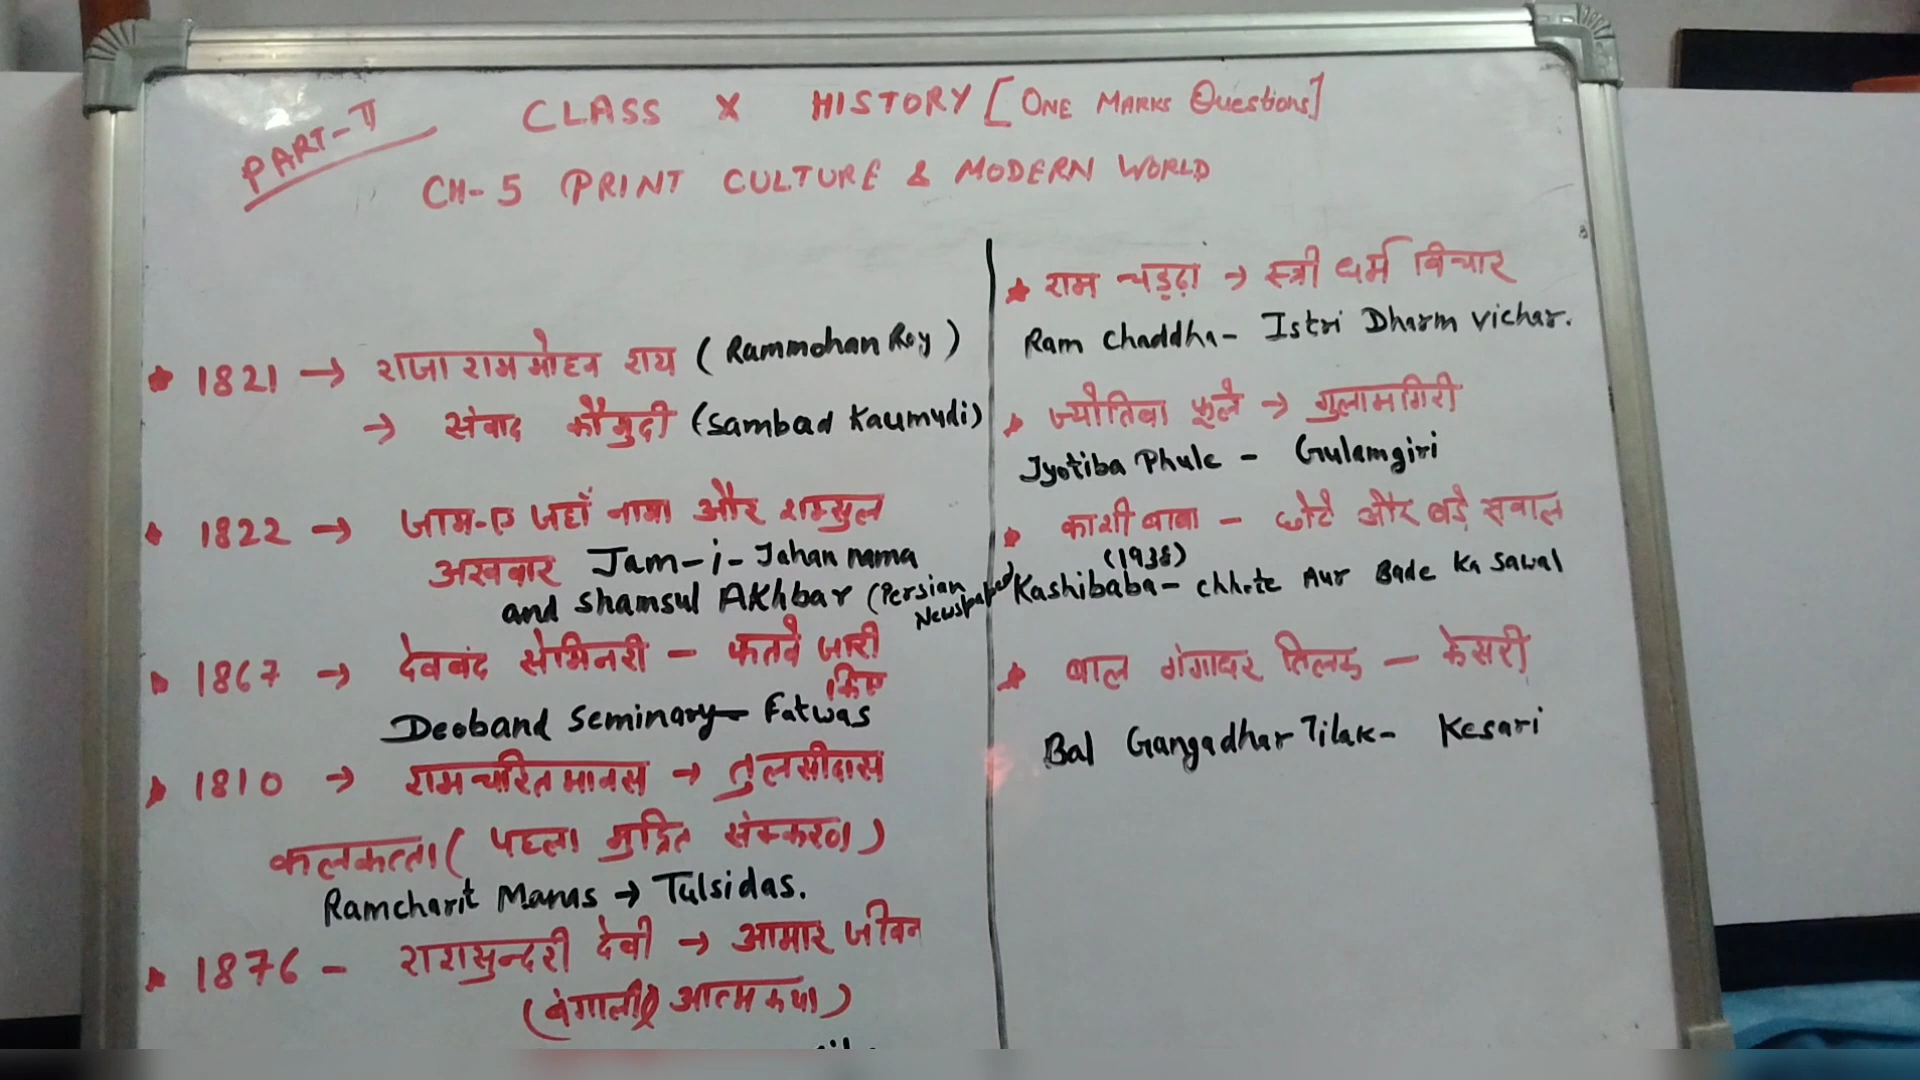 PART-II
CLASS X HISTORY [ONE MARKS Questions]
CH-5 PRINT CULTURE & MODERN WORLD
1821 → राजा राम मोहन राय (Rammohan Roy)
→ संवाद कौमुदी (Sambad Kaumudi)
1822 → जाम-ए जहाँ नामा और शम्सुल
अखबार Jam-i-Jahan nama
and Shamsul AKhbar (Persian
Newspaper)
1867 → देवबंद सेमिनरी - फतवे जारी
किए
Deoband Seminary- Fatwas
1810 → रामचरितमानस → तुलसीदास
कलकत्ता (पहला मुद्रित संस्करण)
Ramcharit Manas → Tulsidas.
1876 - राशसुन्दरी देवी → आमार जीवन
(बंगाली आत्मकथा)
राम चड्ढा → स्त्री धर्म विचार
Ram Chaddha- Istri Dharm vichar.
ज्योतिबा फूले → गुलामगिरी
Jyotiba Phule - Gulamgiri
काशी बाबा - छोटे और बड़े सवाल
(1938)
Kashibaba- chhote Aur Bade Ka Sawal
बाल गंगाधर तिलक - केसरी
Bal Gangadhar Tilak- Kesari